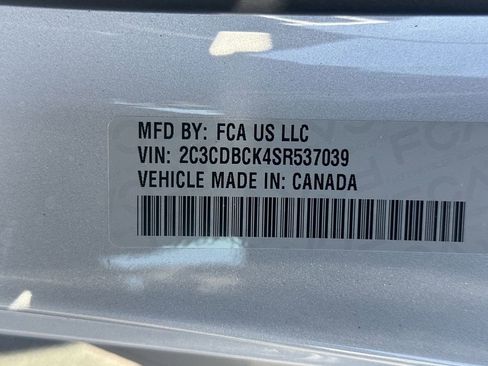 MFD BY: FCA US LLC
VIN: 2C3CDBCK4SR537039
VEHICLE MADE IN: CANADA